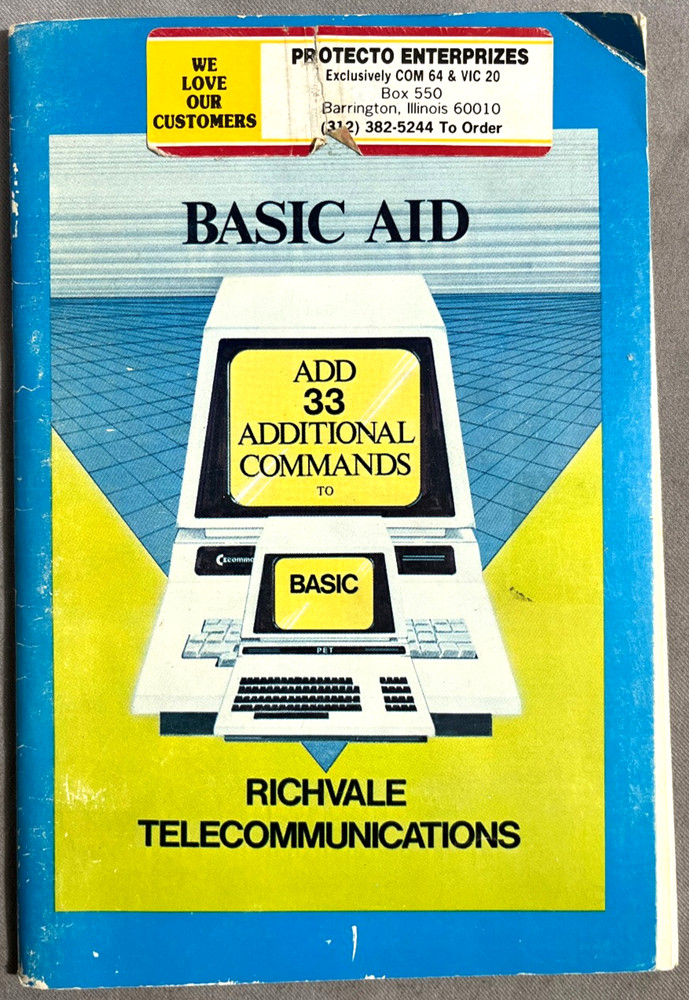 WE
LOVE
OUR
CUSTOMERS
PROTECTO ENTERPRIZES
Exclusively COM 64 & VIC 20
Box 550
Barrington, Illinois 60010
(312) 382-5244 To Order
BASIC AID
ADD
33
ADDITIONAL
COMMANDS
TO
BASIC
PET
RICHVALE
TELECOMMUNICATIONS